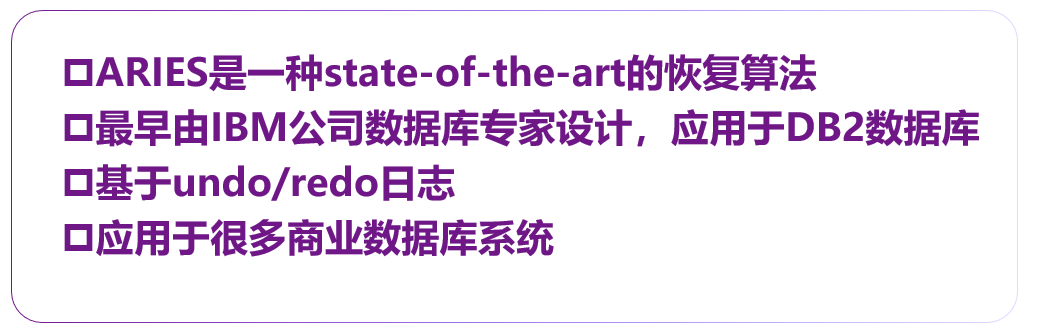 ARIES是一种state-of-the-art的恢复算法
最早由IBM公司数据库专家设计，应用于DB2数据库
基于undo/redo日志
应用于很多商业数据库系统